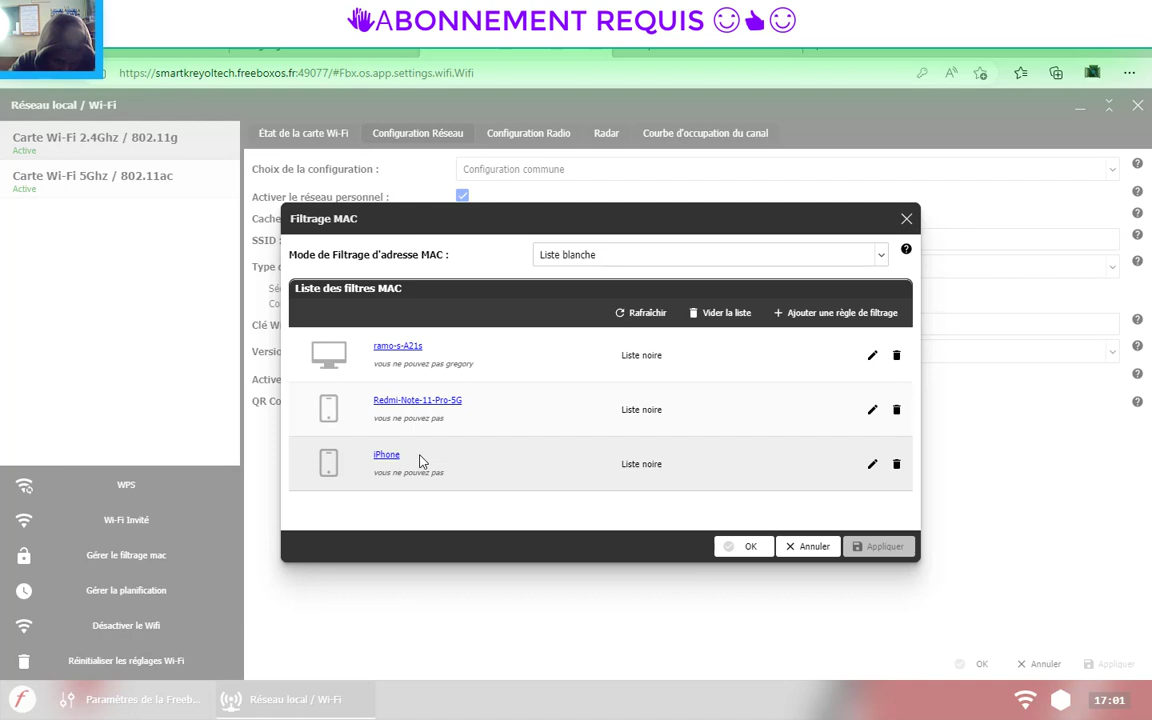 ABONNEMENT REQUIS
https://smartkreyoltech.freeboxos.fr:49077/#Fbx.os.app.settings.wifi.Wifi
Réseau local / Wi-Fi
Carte Wi-Fi 2.4Ghz / 802.11g
Active
Carte Wi-Fi 5Ghz / 802.11ac
Active
État de la carte Wi-Fi
Configuration Réseau
Configuration Radio
Radar
Courbe d'occupation du canal
Choix de la configuration :
Configuration commune
Activer le réseau personnel :
SSID :
Filtrage MAC
Mode de Filtrage d'adresse MAC :
Liste blanche
Liste des filtres MAC
Rafraîchir
Vider la liste
Ajouter une règle de filtrage
ramo-s-A21s
vous ne pouvez pas gregory
Liste noire
Redmi-Note-11-Pro-5G
vous ne pouvez pas
Liste noire
iPhone
vous ne pouvez pas
Liste noire
OK
Annuler
Appliquer
WPS
Wi-Fi Invité
Gérer le filtrage mac
Gérer la planification
Désactiver le Wifi
Réinitialiser les réglages Wi-Fi
OK
Annuler
Appliquer
Paramètres de la Freeb...
Réseau local / Wi-Fi
17:01